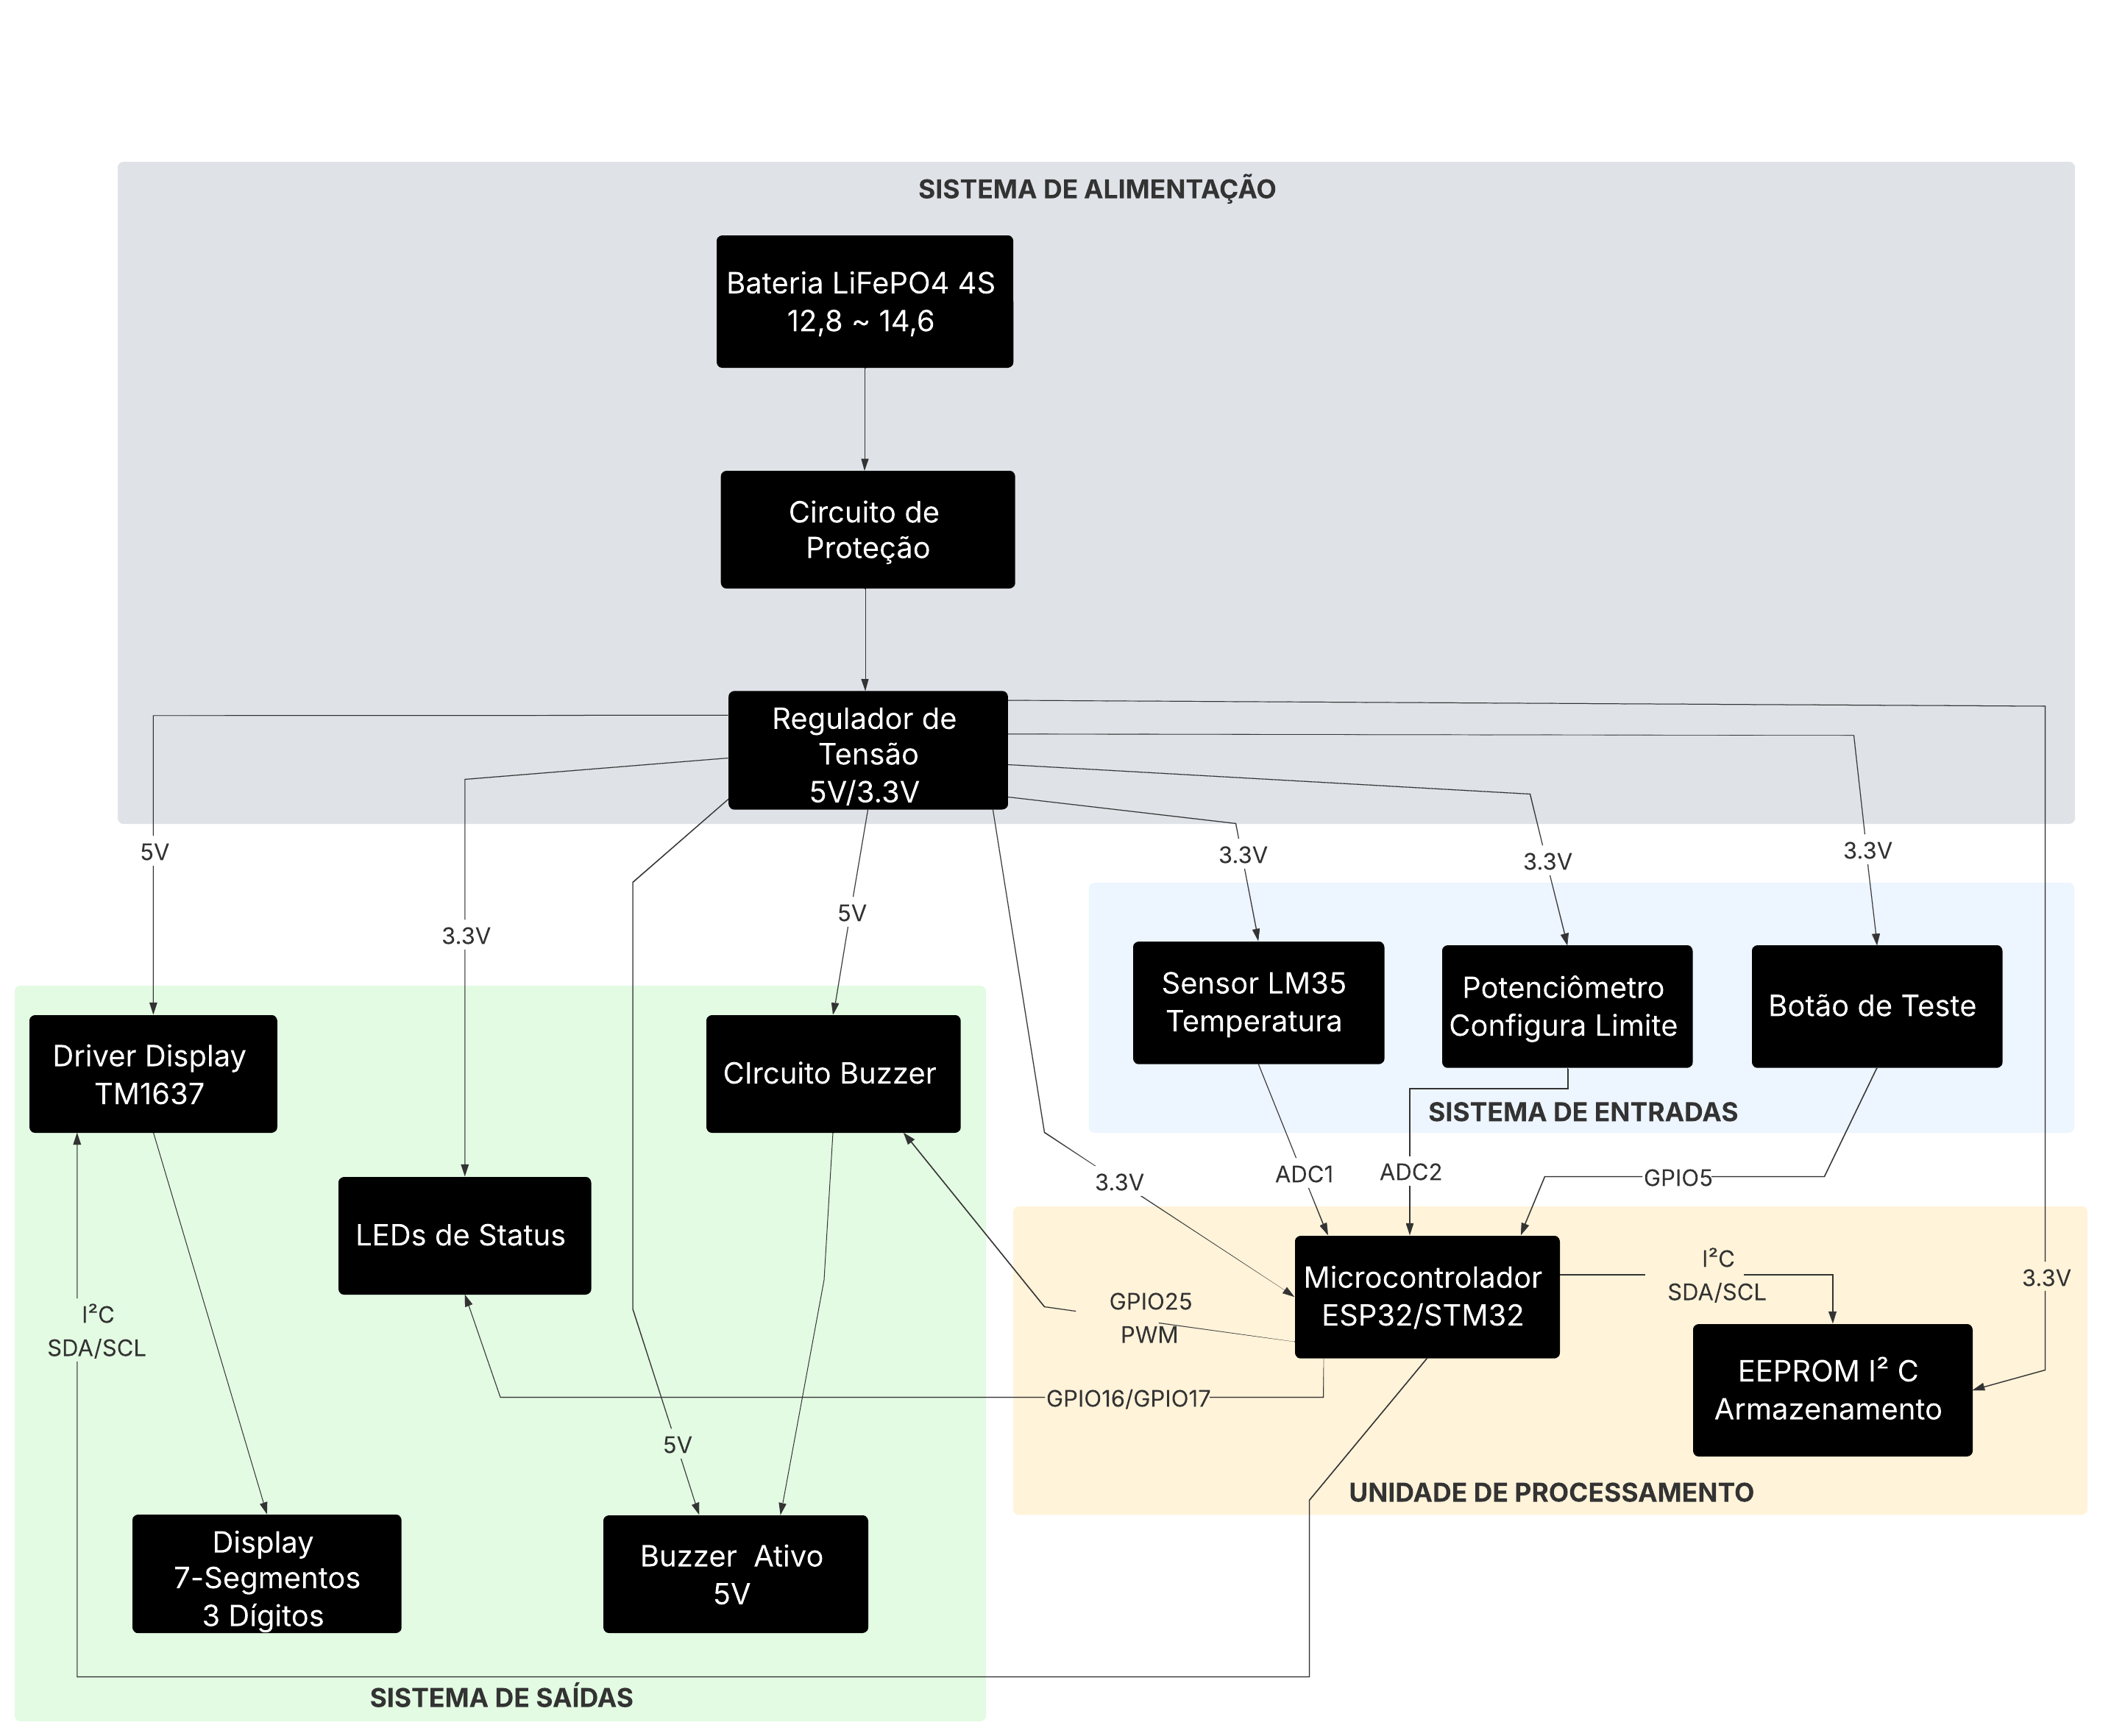 SISTEMA DE ALIMENTAÇÃO
Bateria LiFePO4 4S
12,8 ~ 14,6
Circuito de
Proteção
Regulador de
Tensão
5V/3.3V
5V
3.3V
5V
3.3V
3.3V
3.3V
Sensor LM35
Temperatura
Potenciômetro
Configura Limite
Botão de Teste
SISTEMA DE ENTRADAS
Driver Display
TM1637
CIrcuito Buzzer
LEDs de Status
3.3V
ADC1
ADC2
GPIO5
I²C
SDA/SCL
GPIO25
PWM
Microcontrolador
ESP32/STM32
I²C
SDA/SCL
3.3V
EEPROM I² C
Armazenamento
GPIO16/GPIO17
5V
UNIDADE DE PROCESSAMENTO
Display
7-Segmentos
3 Dígitos
Buzzer  Ativo
5V
SISTEMA DE SAÍDAS